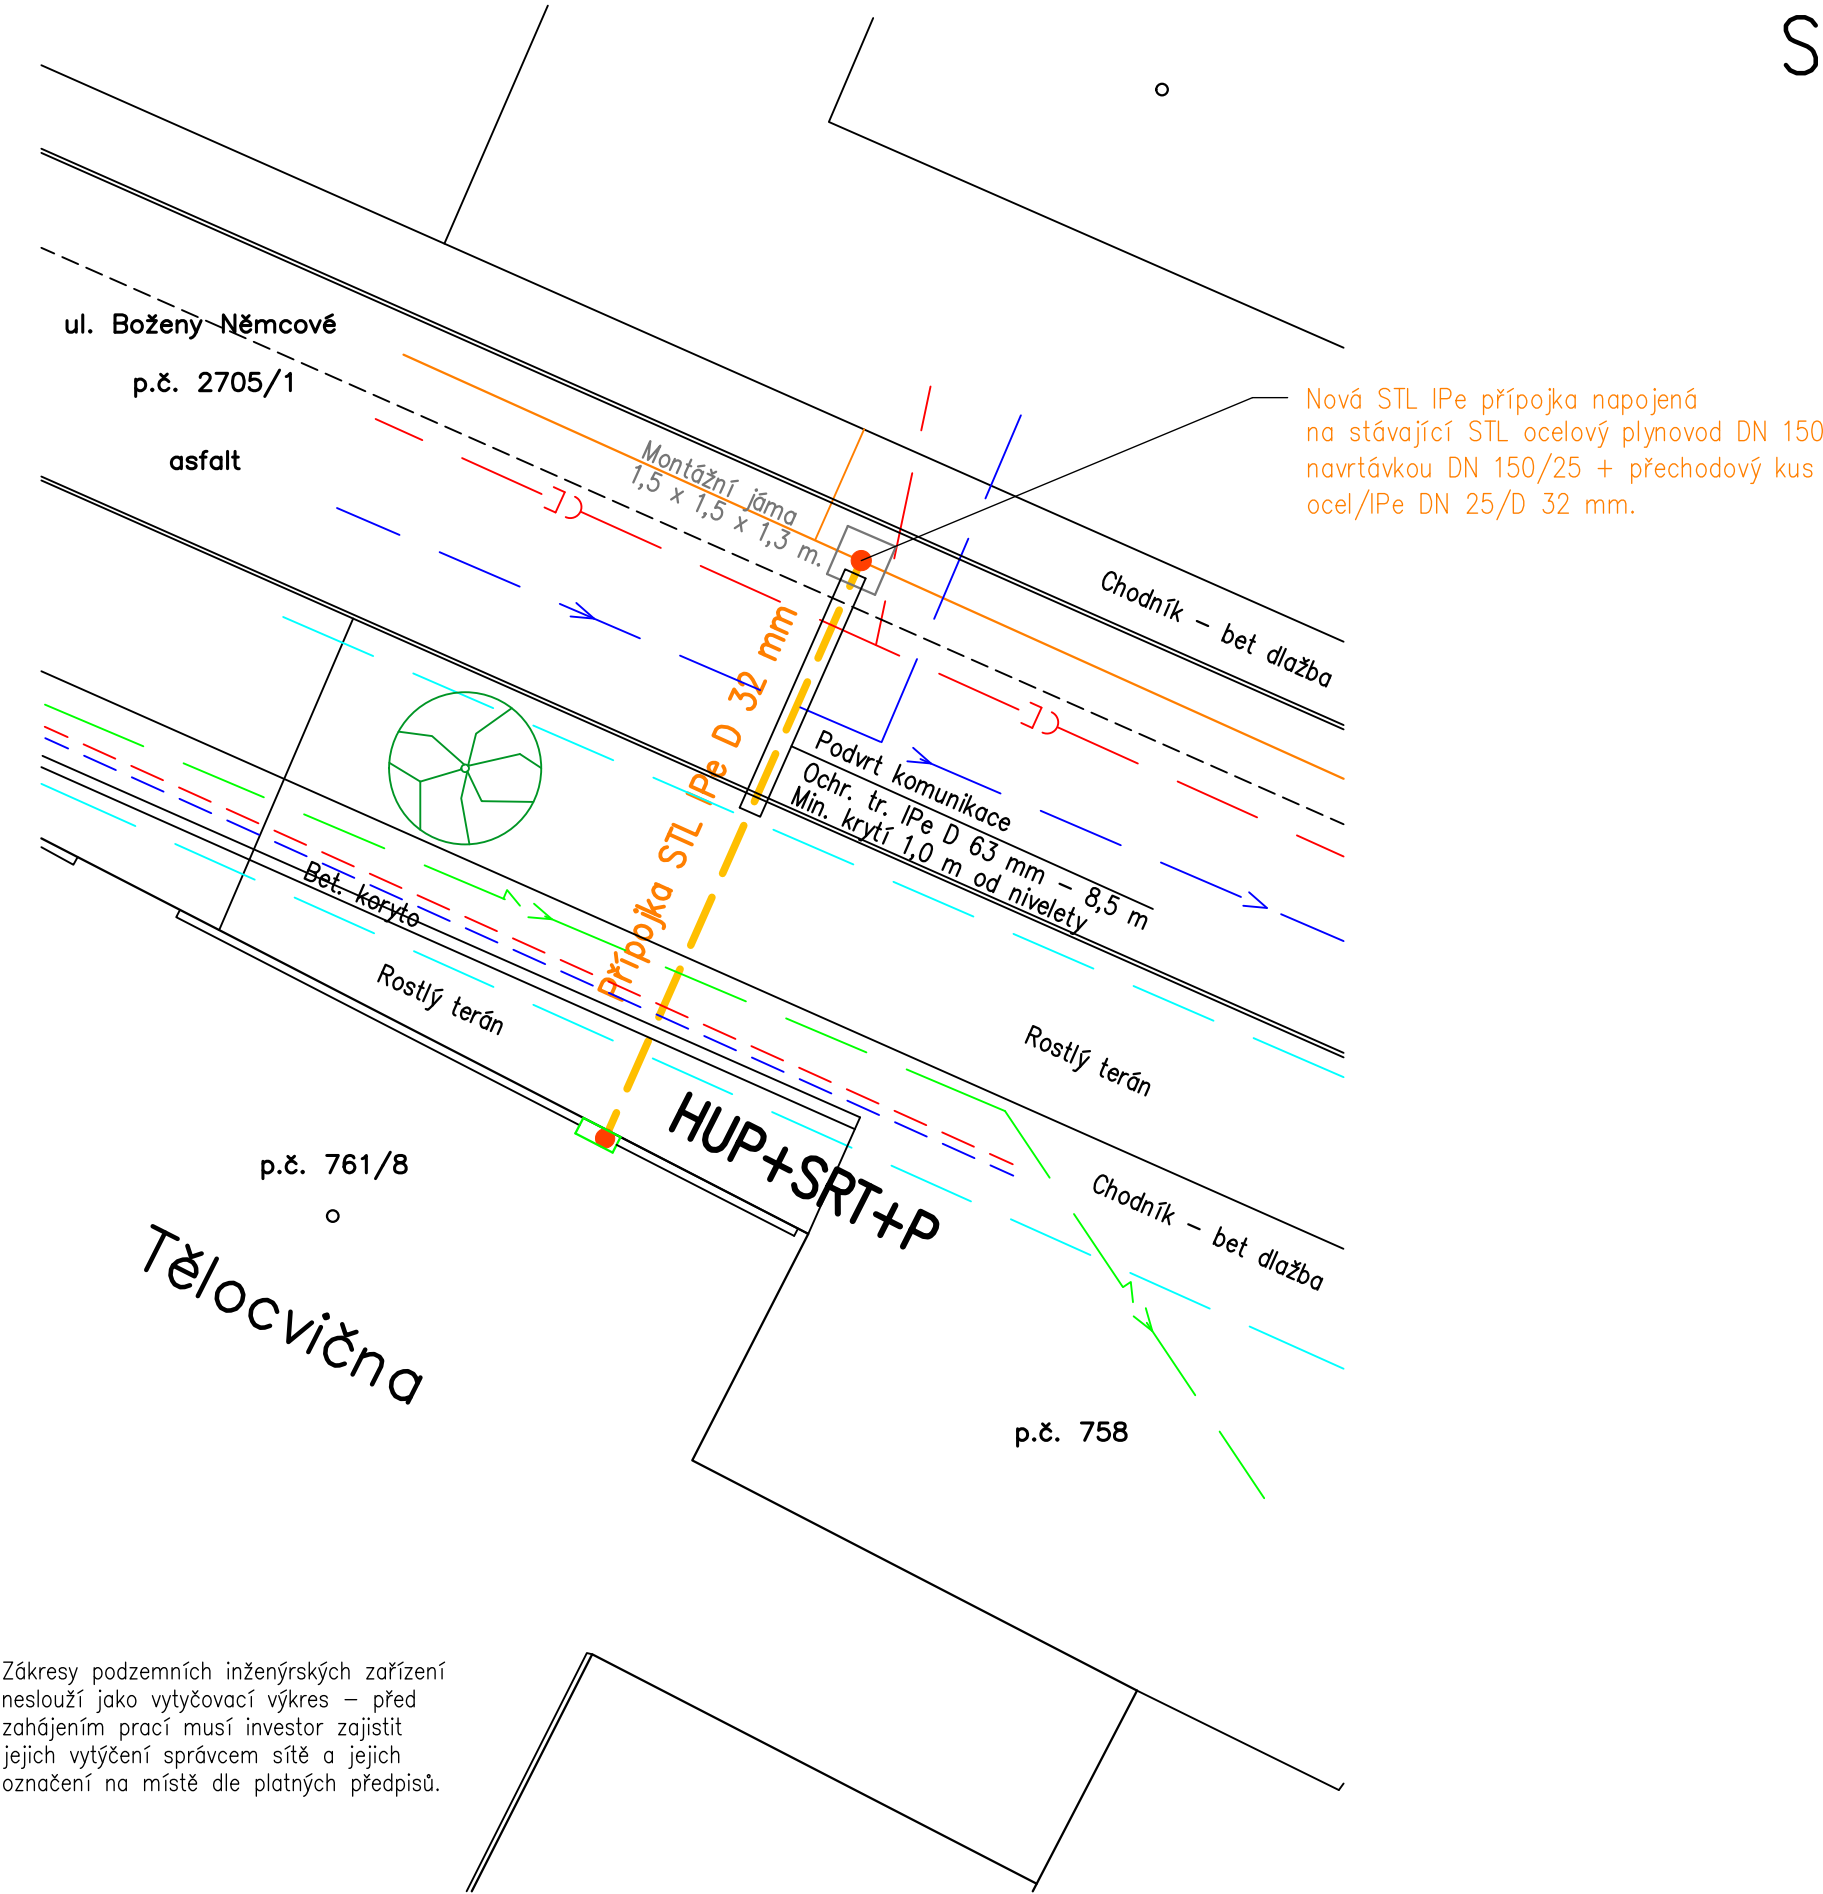 S
ul. Boženy Němcové
p.č. 2705/1
asfalt
Nová STL IPe přípojka napojená
na stávající STL ocelový plynovod DN 150
navrtávkou DN 150/25 + přechodový kus
ocel/IPe DN 25/D 32 mm.
Montážní jáma
1,5 x 1,5 x 1,3 m.
Chodník – bet dlažba
Přípojka STL IPe D 32 mm
Podvrt komunikace
Ochr. tr. IPe D 63 mm – 8,5 m
Min. krytí 1,0 m od nivelety
Bet. koryto
Rostlý terán
Rostlý terán
HUP+SRT+P
Chodník – bet dlažba
p.č. 761/8
Tělocvična
p.č. 758
Zákresy podzemních inženýrských zařízení
neslouží jako vytyčovací výkres – před
zahájením prací musí investor zajistit
jejich vytýčení správcem sítě a jejich
označení na místě dle platných předpisů.